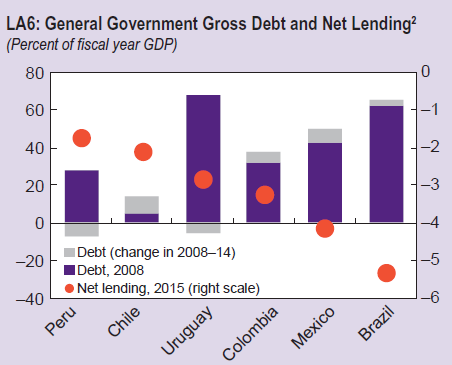 LA6: General Government Gross Debt and Net Lending²
(Percent of fiscal year GDP)
80
60
40
20
0
–20
–40
0
–1
–2
–3
–4
–5
–6
Debt (change in 2008–14)
Debt, 2008
Net lending, 2015 (right scale)
Peru
Chile
Uruguay
Colombia
Mexico
Brazil